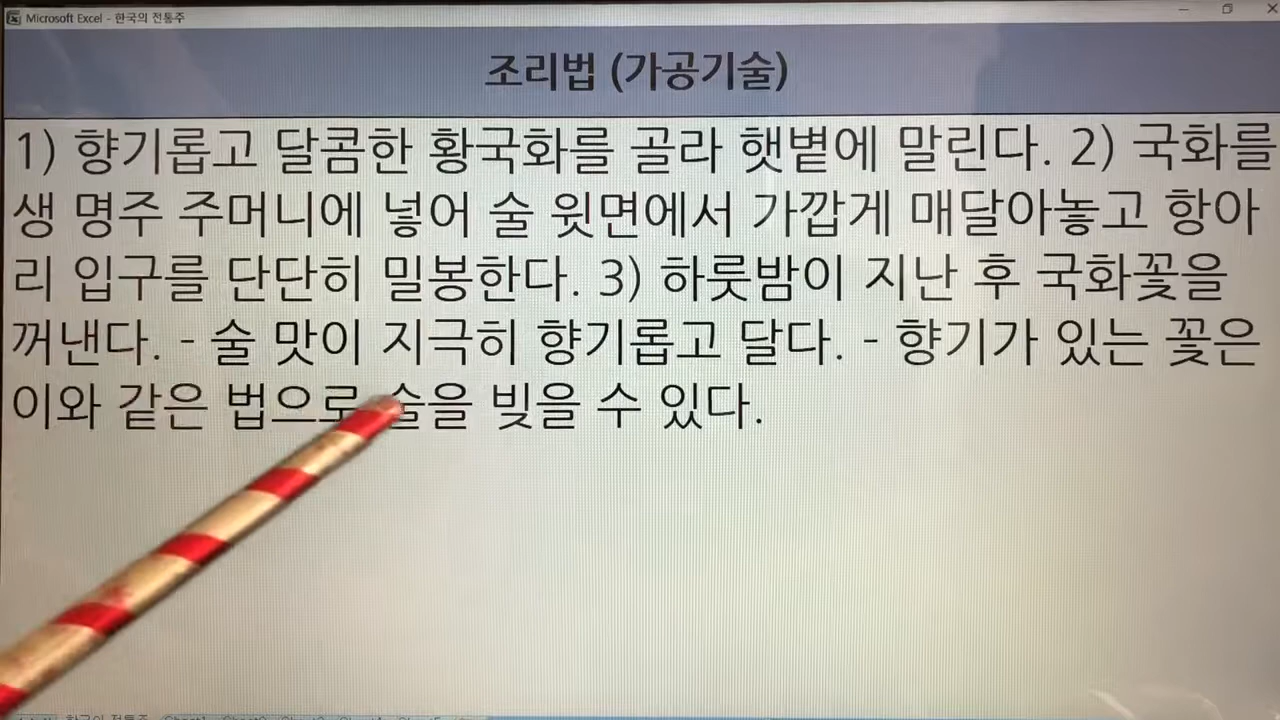 Microsoft Excel - 한국의 전통주
조리법 (가공기술)
1) 향기롭고 달콤한 황국화를 골라 햇볕에 말린다. 2) 국화를
생 명주 주머니에 넣어 술 윗면에서 가깝게 매달아놓고 항아
리 입구를 단단히 밀봉한다. 3) 하룻밤이 지난 후 국화꽃을
꺼낸다. - 술 맛이 지극히 향기롭고 달다. - 향기가 있는 꽃은
이와 같은 법으로 술을 빚을 수 있다.